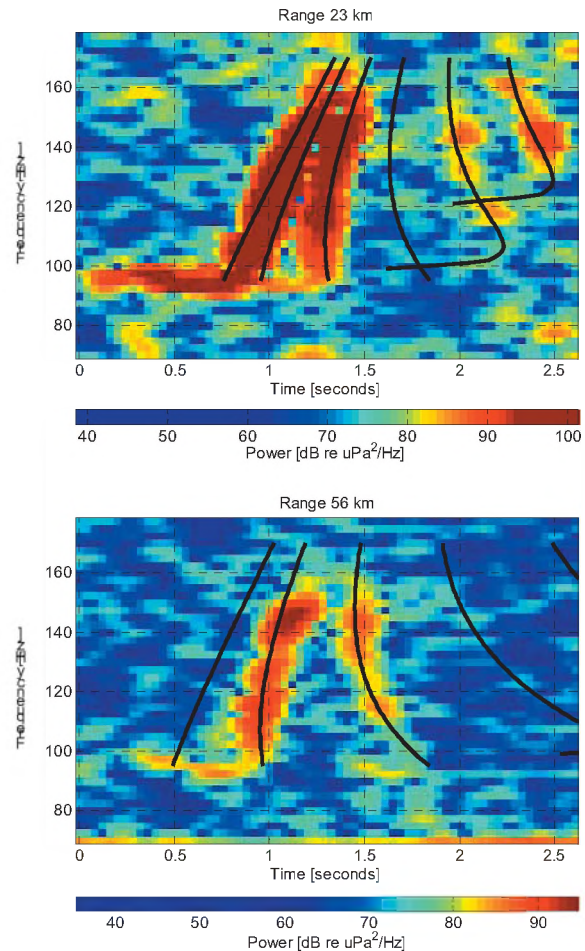 Range 23 km
160
140
120
100
80
0 0.5 1 1.5 2 2.5
Time [seconds]
40 50 60 70 80 90 100
Power [dB re uPa²/Hz]
Range 56 km
160
140
120
100
80
0 0.5 1 1.5 2 2.5
Time [seconds]
40 50 60 70 80 90
Power [dB re uPa²/Hz]